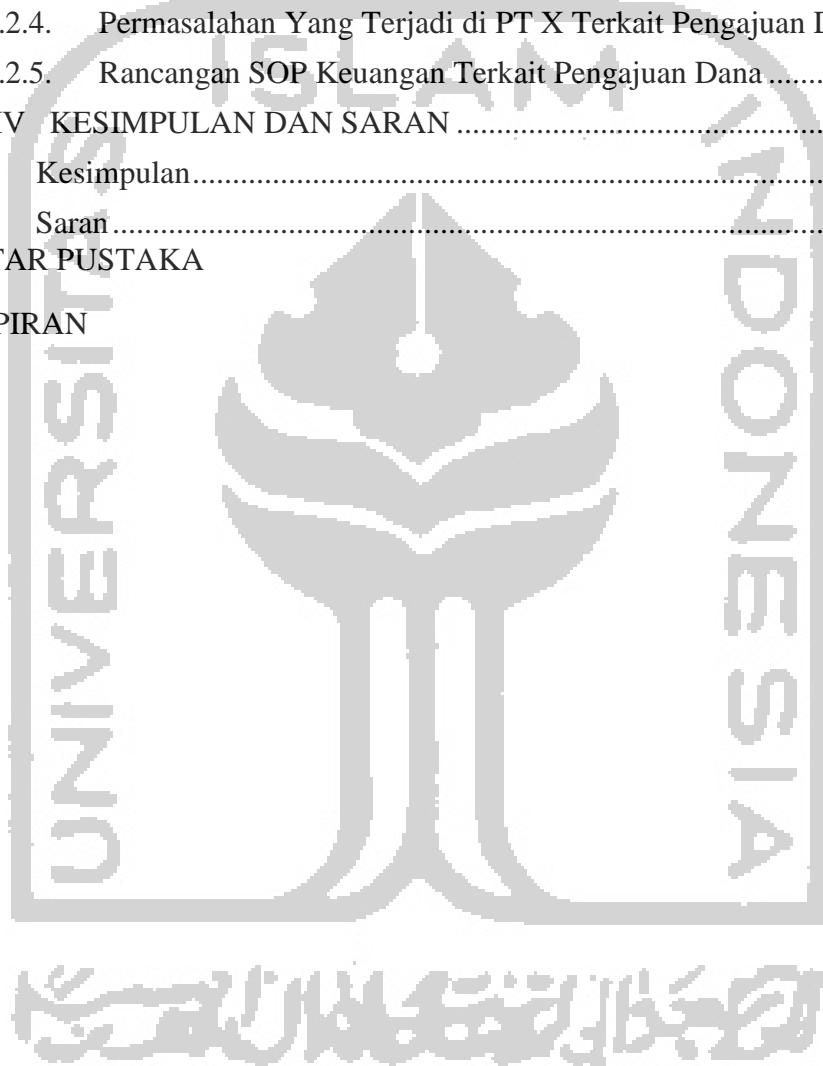 .2.4. Permasalahan Yang Terjadi di PT X Terkait Pengajuan D
.2.5. Rancangan SOP Keuangan Terkait Pengajuan Dana ........
IV KESIMPULAN DAN SARAN ................................................
Kesimpulan................................................................................
Saran..........................................................................................
TAR PUSTAKA
PIRAN
UNIVERSITAS
ISLAM
INDONESIA